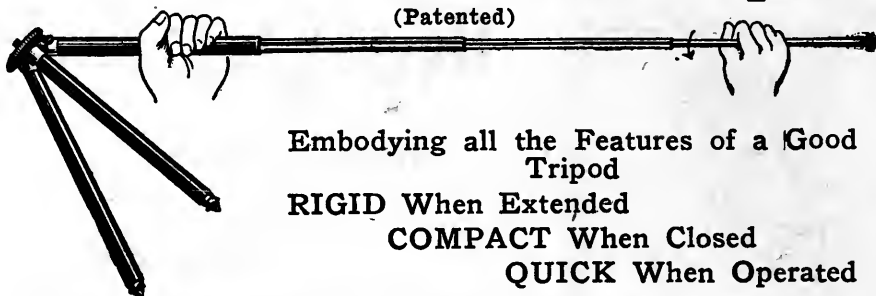 (Patented)
Embodying all the Features of a Good
Tripod
RIGID When Extended
COMPACT When Closed
QUICK When Operated